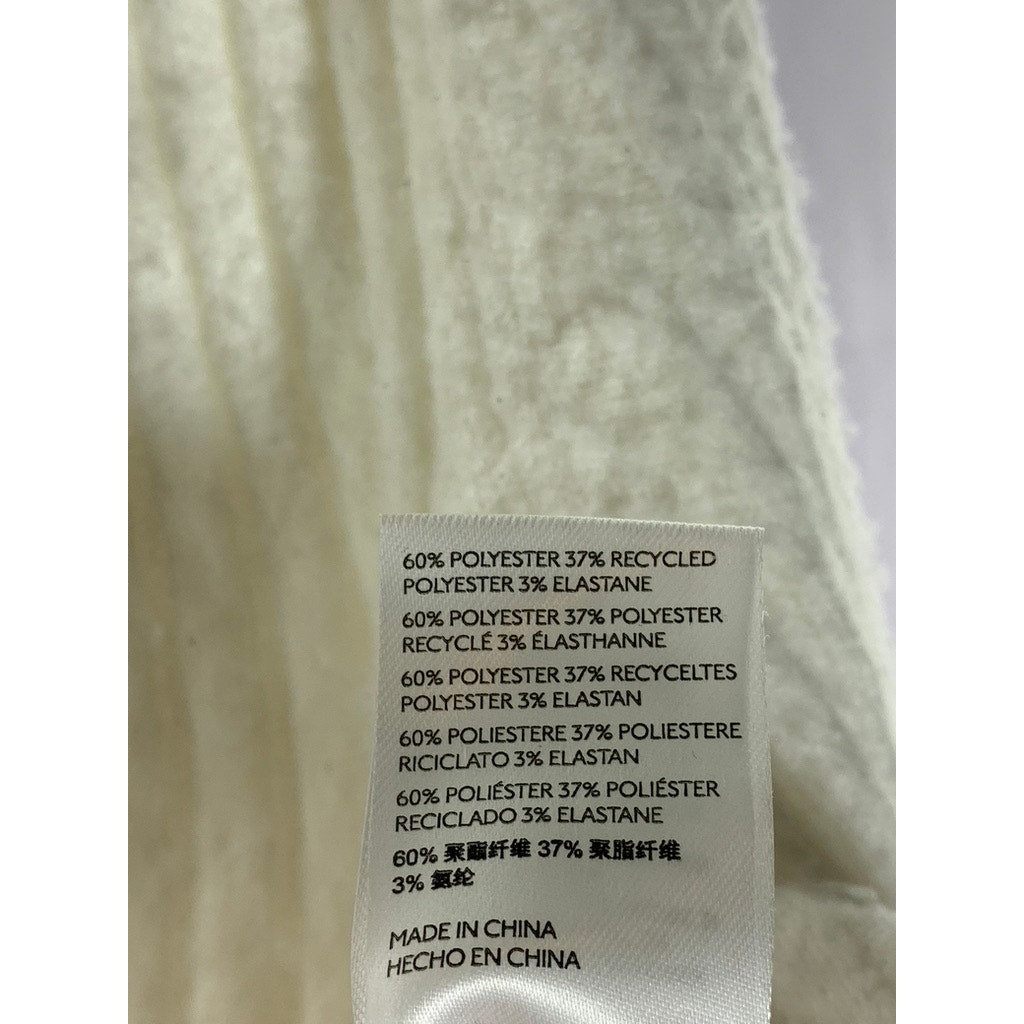 60% POLYESTER 37% RECYCLED
POLYESTER 3% ELASTANE
60% POLYESTER 37% POLYESTER
RECYCLÉ 3% ÉLASTHANNE
60% POLYESTER 37% RECYCELTES
POLYESTER 3% ELASTAN
60% POLIESTERE 37% POLIESTERE
RICICLATO 3% ELASTAN
60% POLIÉSTER 37% POLIÉSTER
RECICLADO 3% ELASTANE
60% 聚酯纤维 37% 聚脂纤维
3% 氨纶
MADE IN CHINA
HECHO EN CHINA